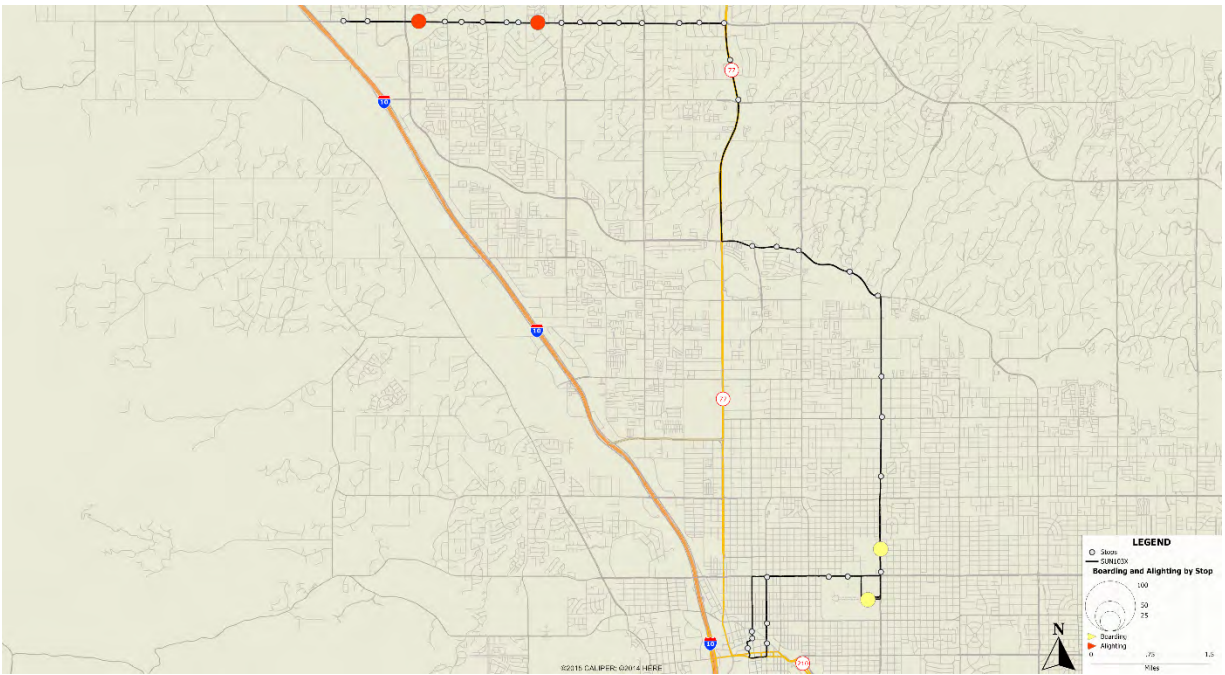 77
10
10
77
10
210
©2015 CALIPER; ©2014 HERE
N
LEGEND
Stops
SUN103X
Boarding and Alighting by Stop
100
50
25
Boarding
Alighting
0 .75 1.5
Miles